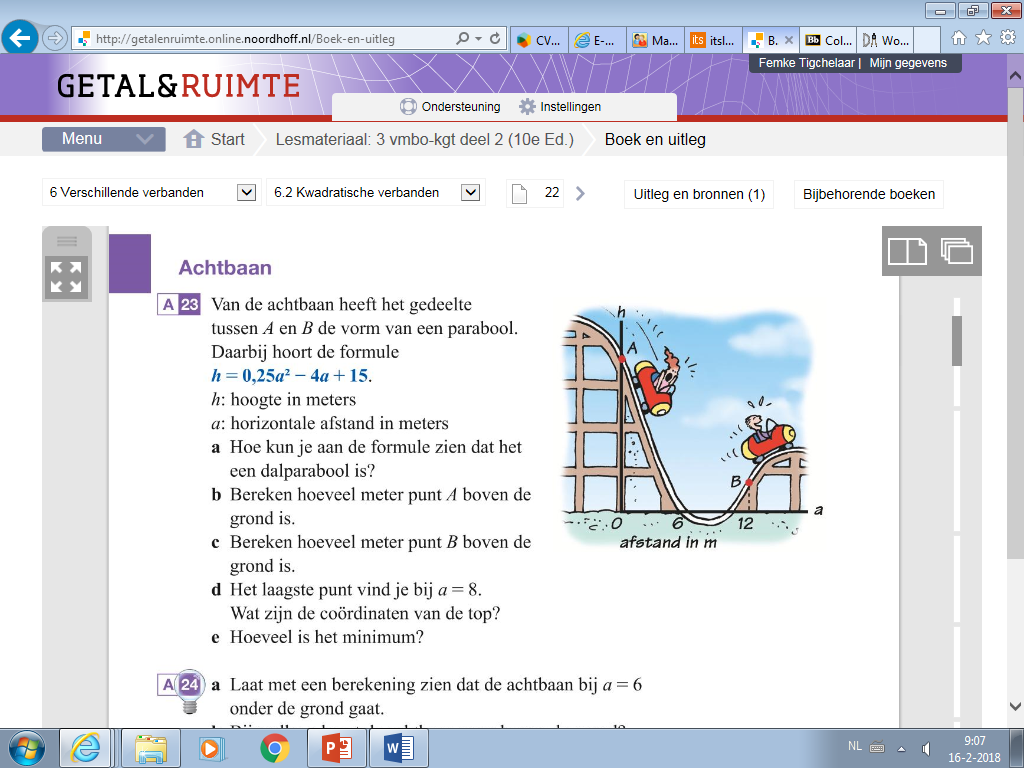 http://getalenruimte.online.noordhoff.nl/Boek-en-uitleg
CV...
E-...
Ma...
itsl...
B.
Col...
Wo...
Femke Tigchelaar | Mijn gegevens
GETAL&RUIMTE
Ondersteuning
Instellingen
Menu
Start
Lesmateriaal: 3 vmbo-kgt deel 2 (10e Ed.)
Boek en uitleg
6 Verschillende verbanden
6.2 Kwadratische verbanden
22
Uitleg en bronnen (1)
Bijbehorende boeken
Achtbaan
A 23 Van de achtbaan heeft het gedeelte
tussen A en B de vorm van een parabool.
Daarbij hoort de formule
h = 0,25a² − 4a + 15.
h: hoogte in meters
a: horizontale afstand in meters
a Hoe kun je aan de formule zien dat het
een dalparabool is?
b Bereken hoeveel meter punt A boven de
grond is.
c Bereken hoeveel meter punt B boven de
grond is.
d Het laagste punt vind je bij a = 8.
Wat zijn de coördinaten van de top?
e Hoeveel is het minimum?
h
A
B
a
0 6 12
afstand in m
A 24 a Laat met een berekening zien dat de achtbaan bij a = 6
onder de grond gaat.
NL
9:07
16-2-2018